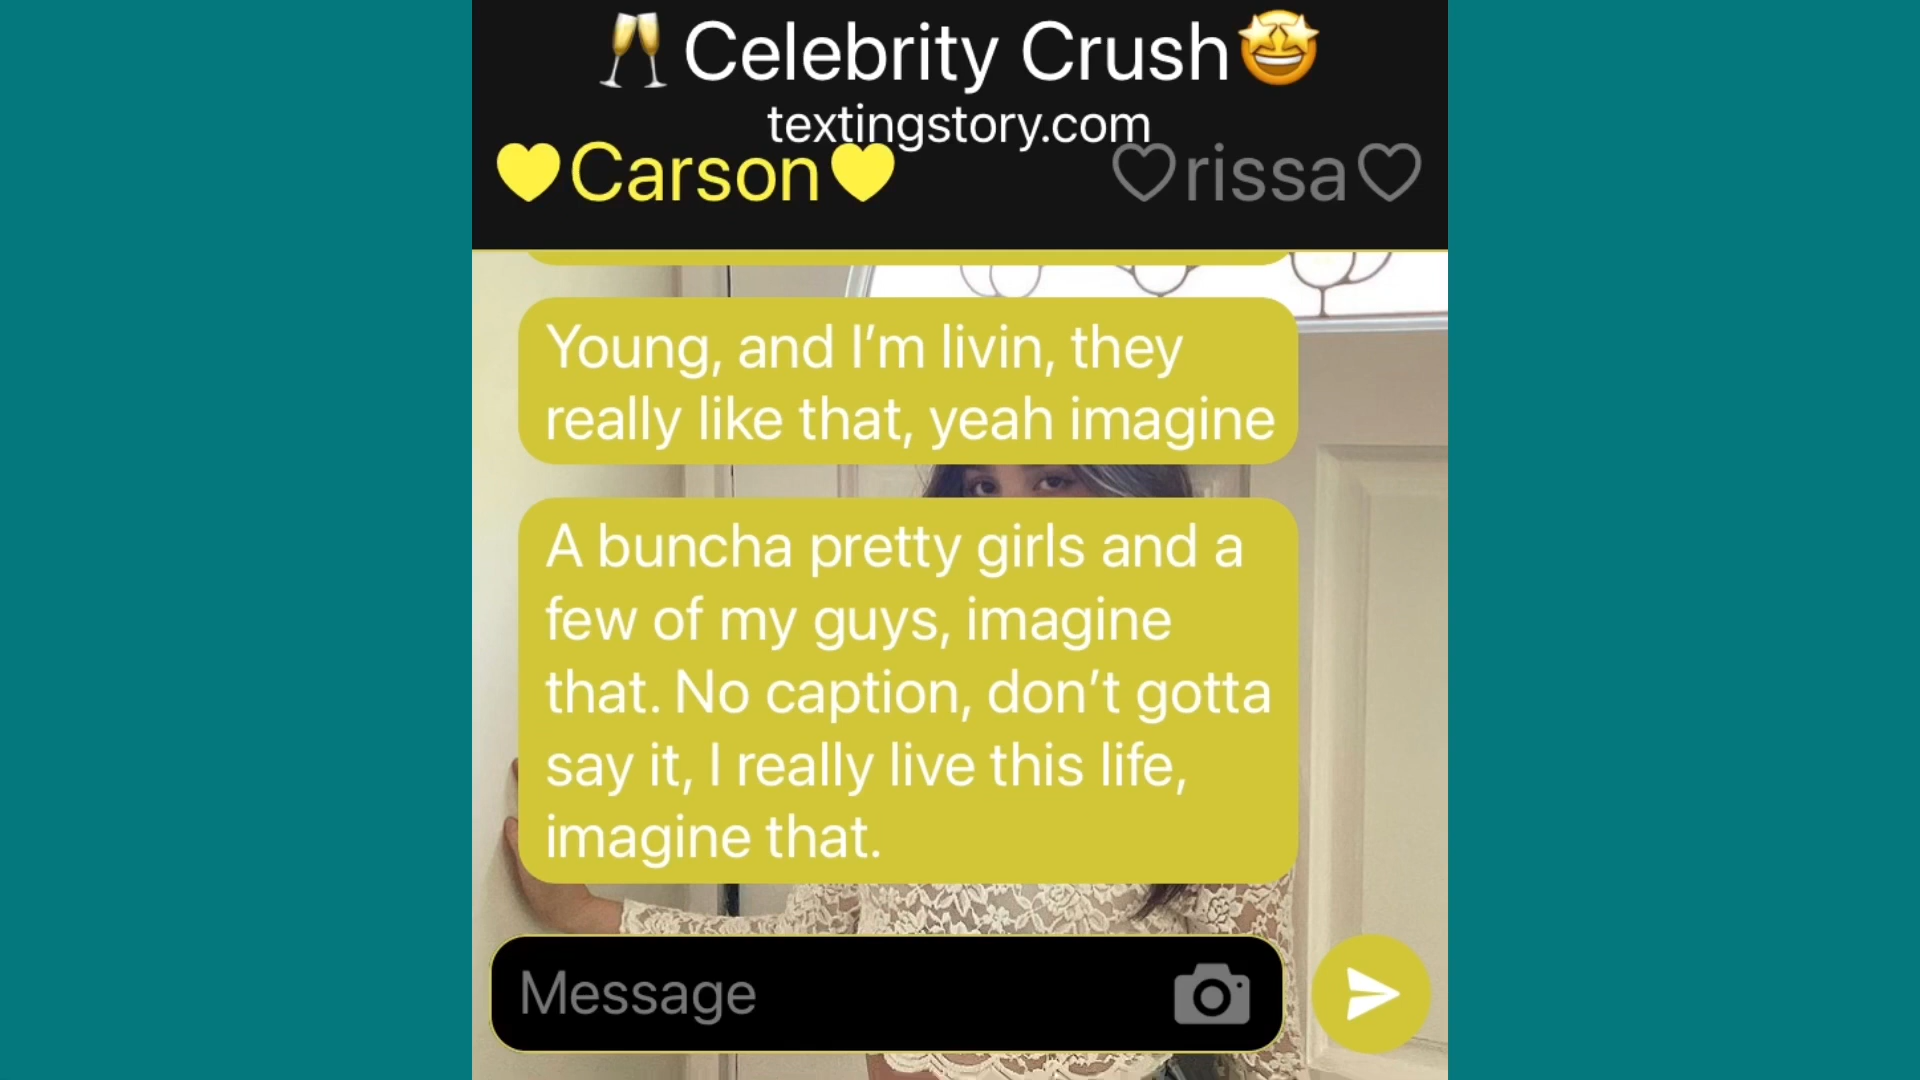 🥂Celebrity Crush🤩
textingstory.com
💛Carson💛
♡rissa♡
Young, and I’m livin, they
really like that, yeah imagine
A buncha pretty girls and a
few of my guys, imagine
that. No caption, don’t gotta
say it, I really live this life,
imagine that.
Message